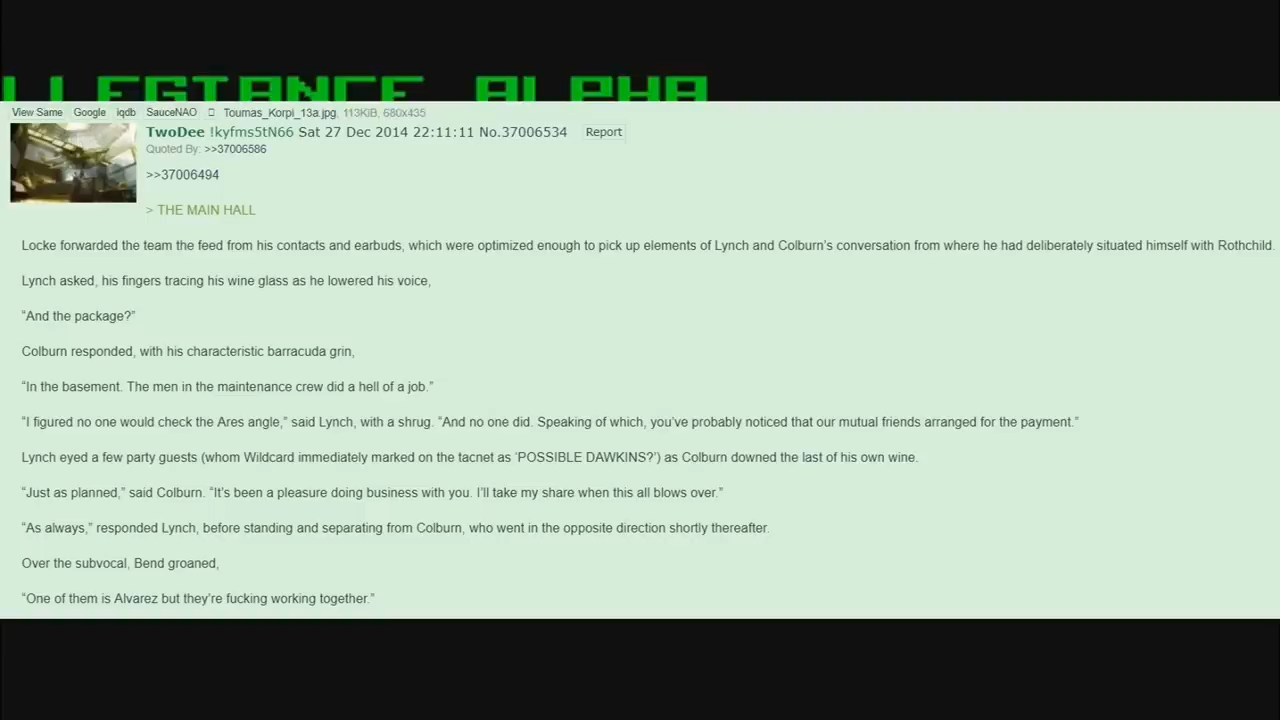 LLEGIANCE ALPHA
View Same Google iqdb SauceNAO Toumas_Korpi_13a.jpg, 113KiB, 680x435
TwoDee !kyfms5tN66 Sat 27 Dec 2014 22:11:11 No.37006534 Report
Quoted By: >>37006586
>>37006494
> THE MAIN HALL
Locke forwarded the team the feed from his contacts and earbuds, which were optimized enough to pick up elements of Lynch and Colburn’s conversation from where he had deliberately situated himself with Rothchild.
Lynch asked, his fingers tracing his wine glass as he lowered his voice,
“And the package?”
Colburn responded, with his characteristic barracuda grin,
“In the basement. The men in the maintenance crew did a hell of a job.”
“I figured no one would check the Ares angle,” said Lynch, with a shrug. “And no one did. Speaking of which, you’ve probably noticed that our mutual friends arranged for the payment.”
Lynch eyed a few party guests (whom Wildcard immediately marked on the tacnet as ‘POSSIBLE DAWKINS?’) as Colburn downed the last of his own wine.
“Just as planned,” said Colburn. “It’s been a pleasure doing business with you. I’ll take my share when this all blows over.”
“As always,” responded Lynch, before standing and separating from Colburn, who went in the opposite direction shortly thereafter.
Over the subvocal, Bend groaned,
“One of them is Alvarez but they’re fucking working together.”